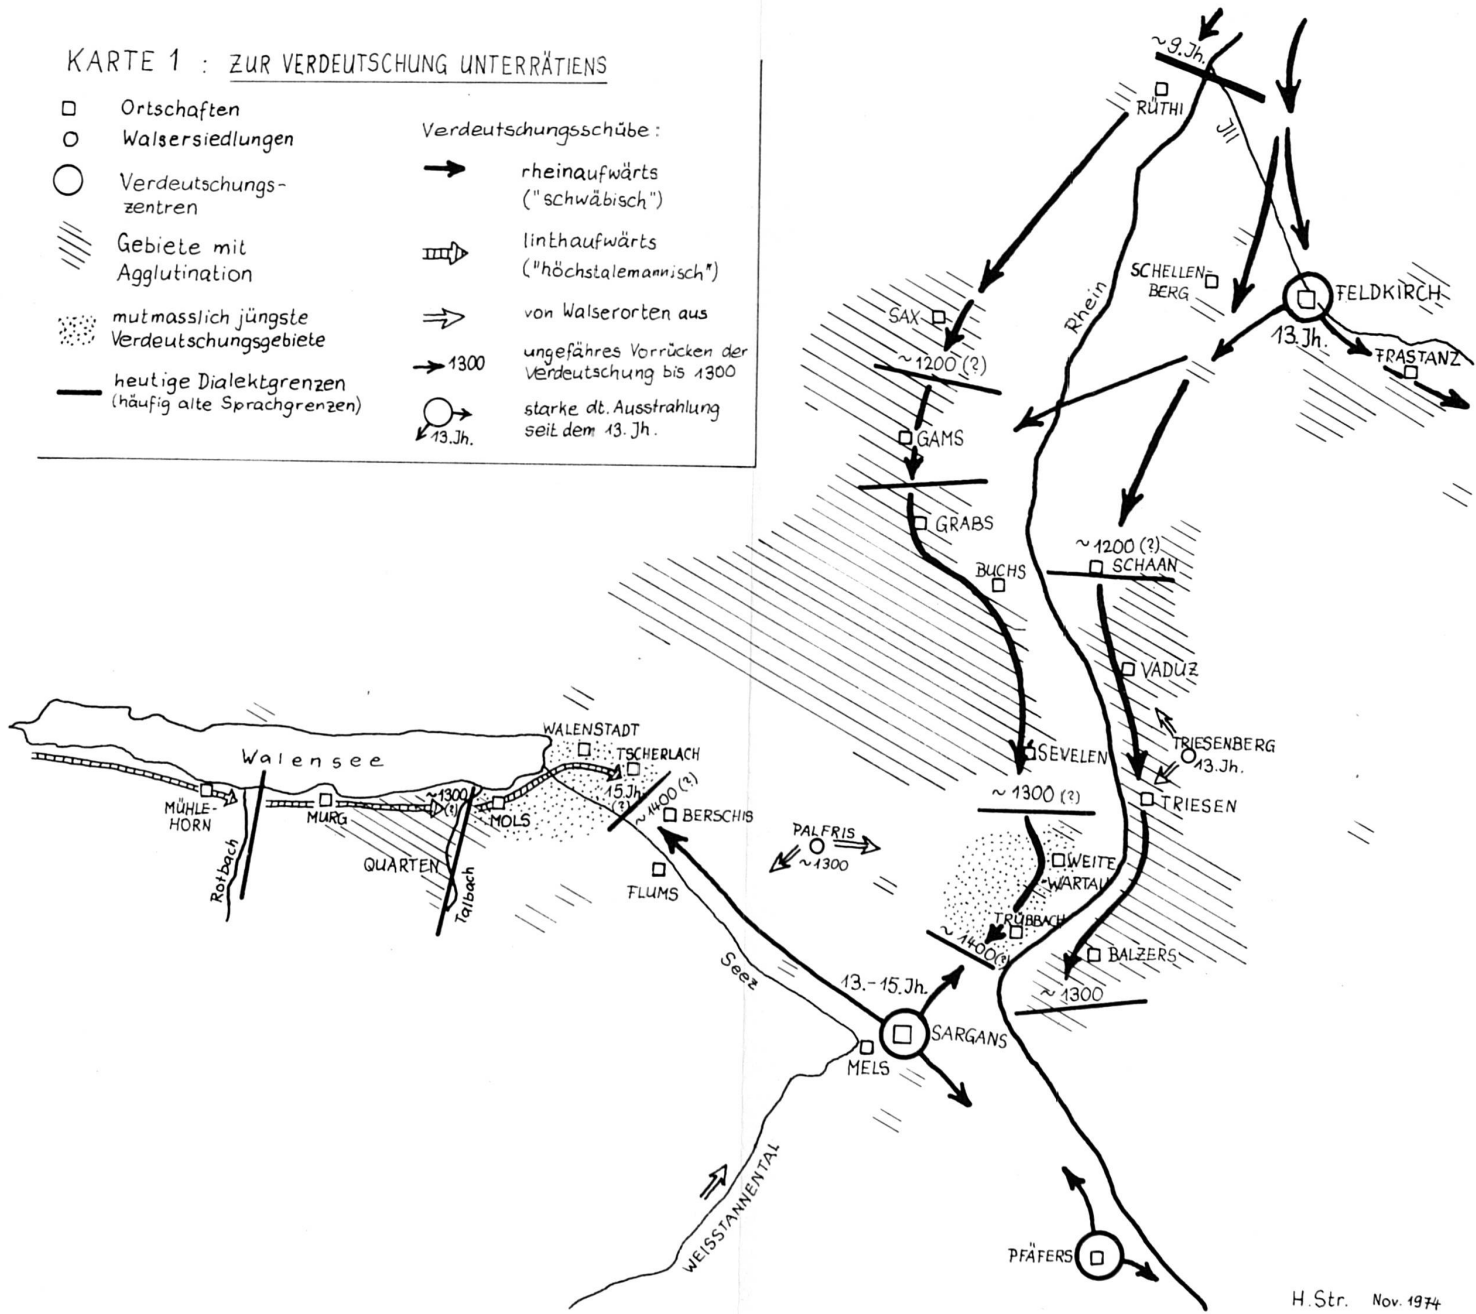 KARTE 1 : ZUR VERDEUTSCHUNG UNTERRÄTIENS
Ortschaften
Walsersiedlungen
Verdeutschungs-
zentren
Gebiete mit
Agglutination
mutmasslich jüngste
Verdeutschungsgebiete
heutige Dialektgrenzen
(häufig alte Sprachgrenzen)
Verdeutschungsschübe :
rheinaufwärts
("schwäbisch")
linthaufwärts
("höchstalemannisch")
von Walserorten aus
1300
ungefähres Vorrücken der
Verdeutschung bis 1300
13. Jh.
starke dt. Ausstrahlung
seit dem 13. Jh.
~ 9. Jh.
RÜTHI
Ill
Rhein
SCHELLEN-
BERG
FELDKIRCH
13. Jh.
FRASTANZ
SAX
~ 1200 (?)
GAMS
GRABS
BUCHS
~ 1200 (?)
SCHAAN
VADUZ
SEVELEN
TRIESENBERG
13. Jh.
TRIESEN
~ 1300 (?)
WEITE
-WARTAU
TRÜBBACH
~ 1400 (?)
BALZERS
~ 1300
Walensee
WALENSTADT
TSCHERLACH
15. Jh.
(?)
~ 1400 (?)
BERSCHIS
MÜHLE-
HORN
MURG
~1300
(?)
MOLS
QUARTEN
Rotbach
Talbach
FLUMS
PALFRIS
~ 1300
Seez
13.-15. Jh.
SARGANS
MELS
WEISSTANNENTAL
PFÄFERS
H. Str. Nov. 1974